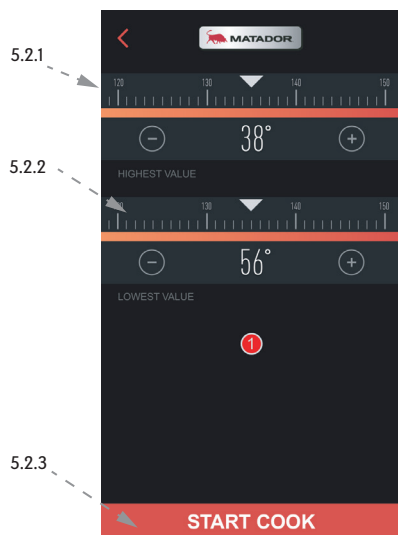 MATADOR
5.2.1
120 130 140 150
38°
HIGHEST VALUE
5.2.2
130 140 150
56°
LOWEST VALUE
1
5.2.3
START COOK